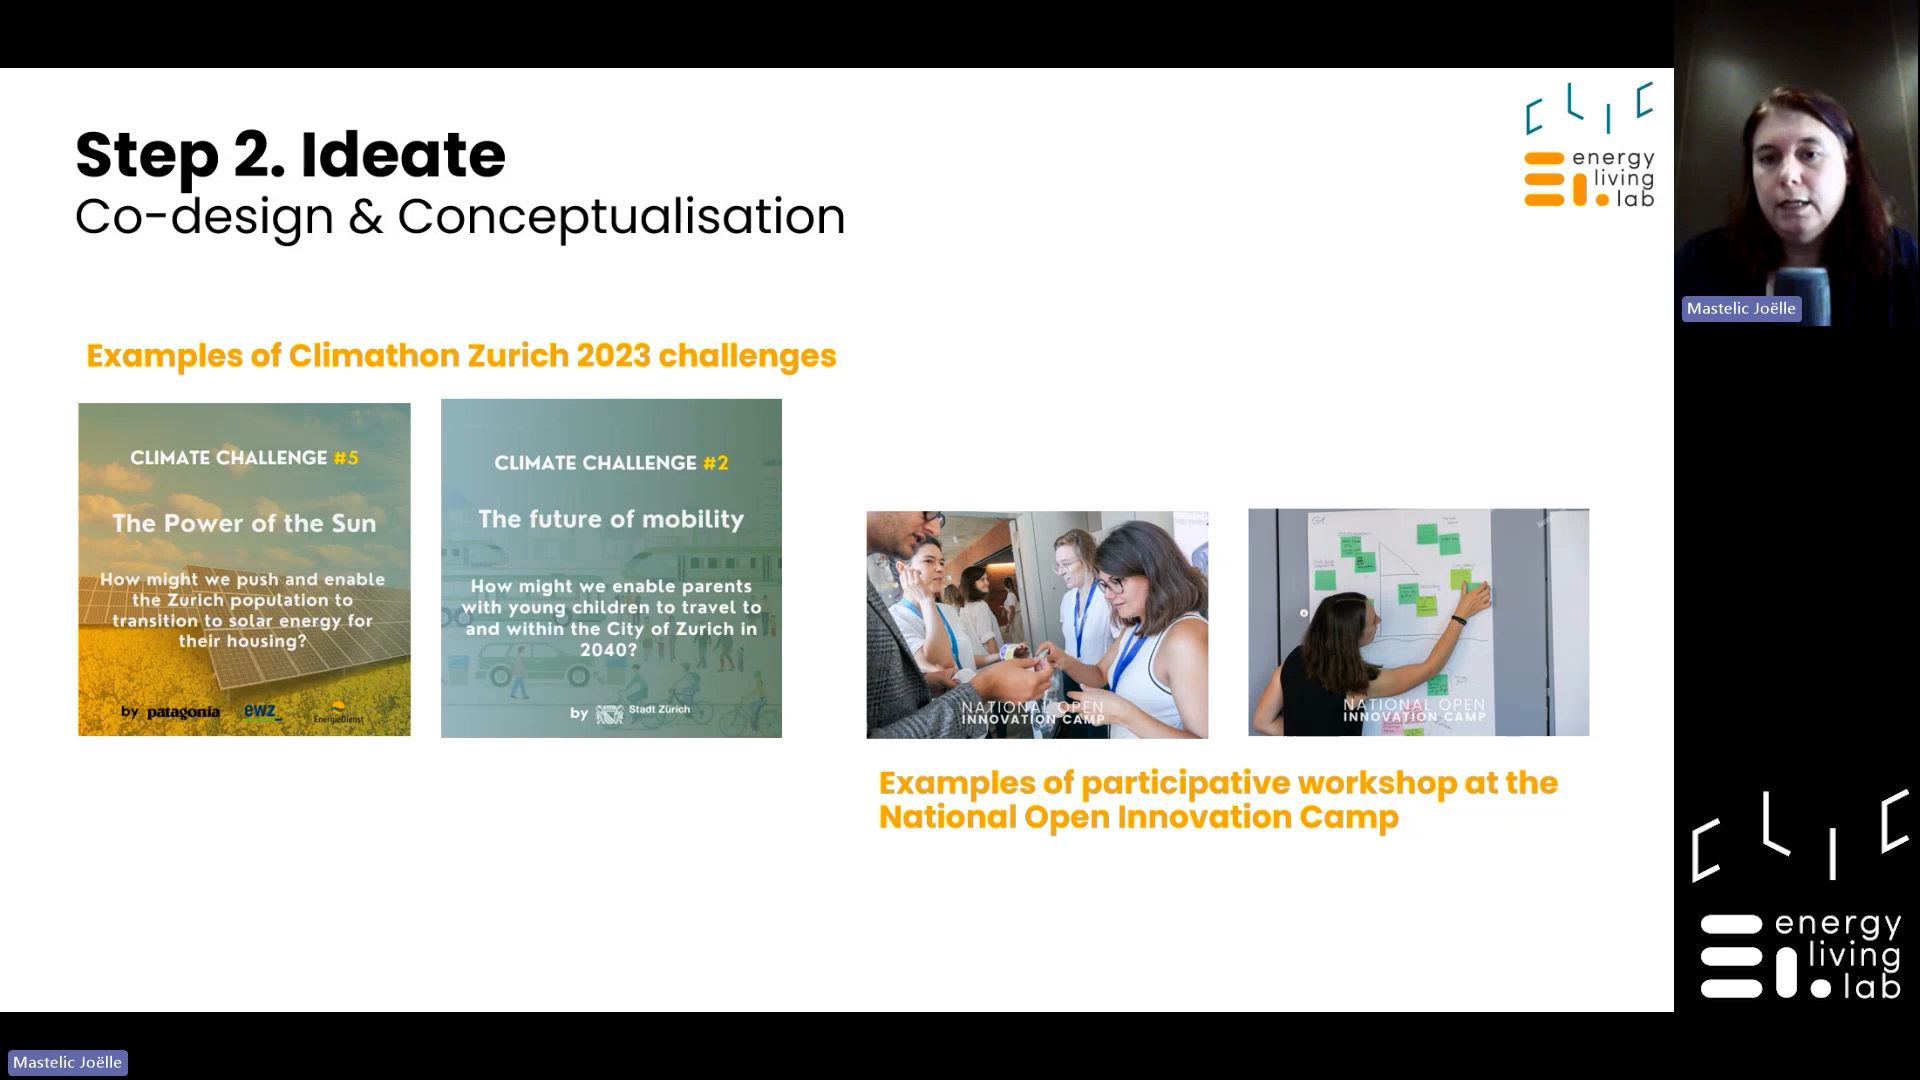 Step 2. Ideate
Co-design & Conceptualisation
CLIC
energy
living
lab
Examples of Climathon Zurich 2023 challenges
CLIMATE CHALLENGE #5
The Power of the Sun
How might we push and enable
the Zurich population to
transition to solar energy for
their housing?
by patagonia ewz_ EnergieDienst
CLIMATE CHALLENGE #2
The future of mobility
How might we enable parents
with young children to travel to
and within the City of Zurich in
2040?
by Stadt Zürich
NATIONAL OPEN
INNOVATION CAMP
NATIONAL OPEN
INNOVATION CAMP
Examples of participative workshop at the
National Open Innovation Camp
Mastelic Joëlle
CLIC
energy
living
lab
Mastelic Joëlle